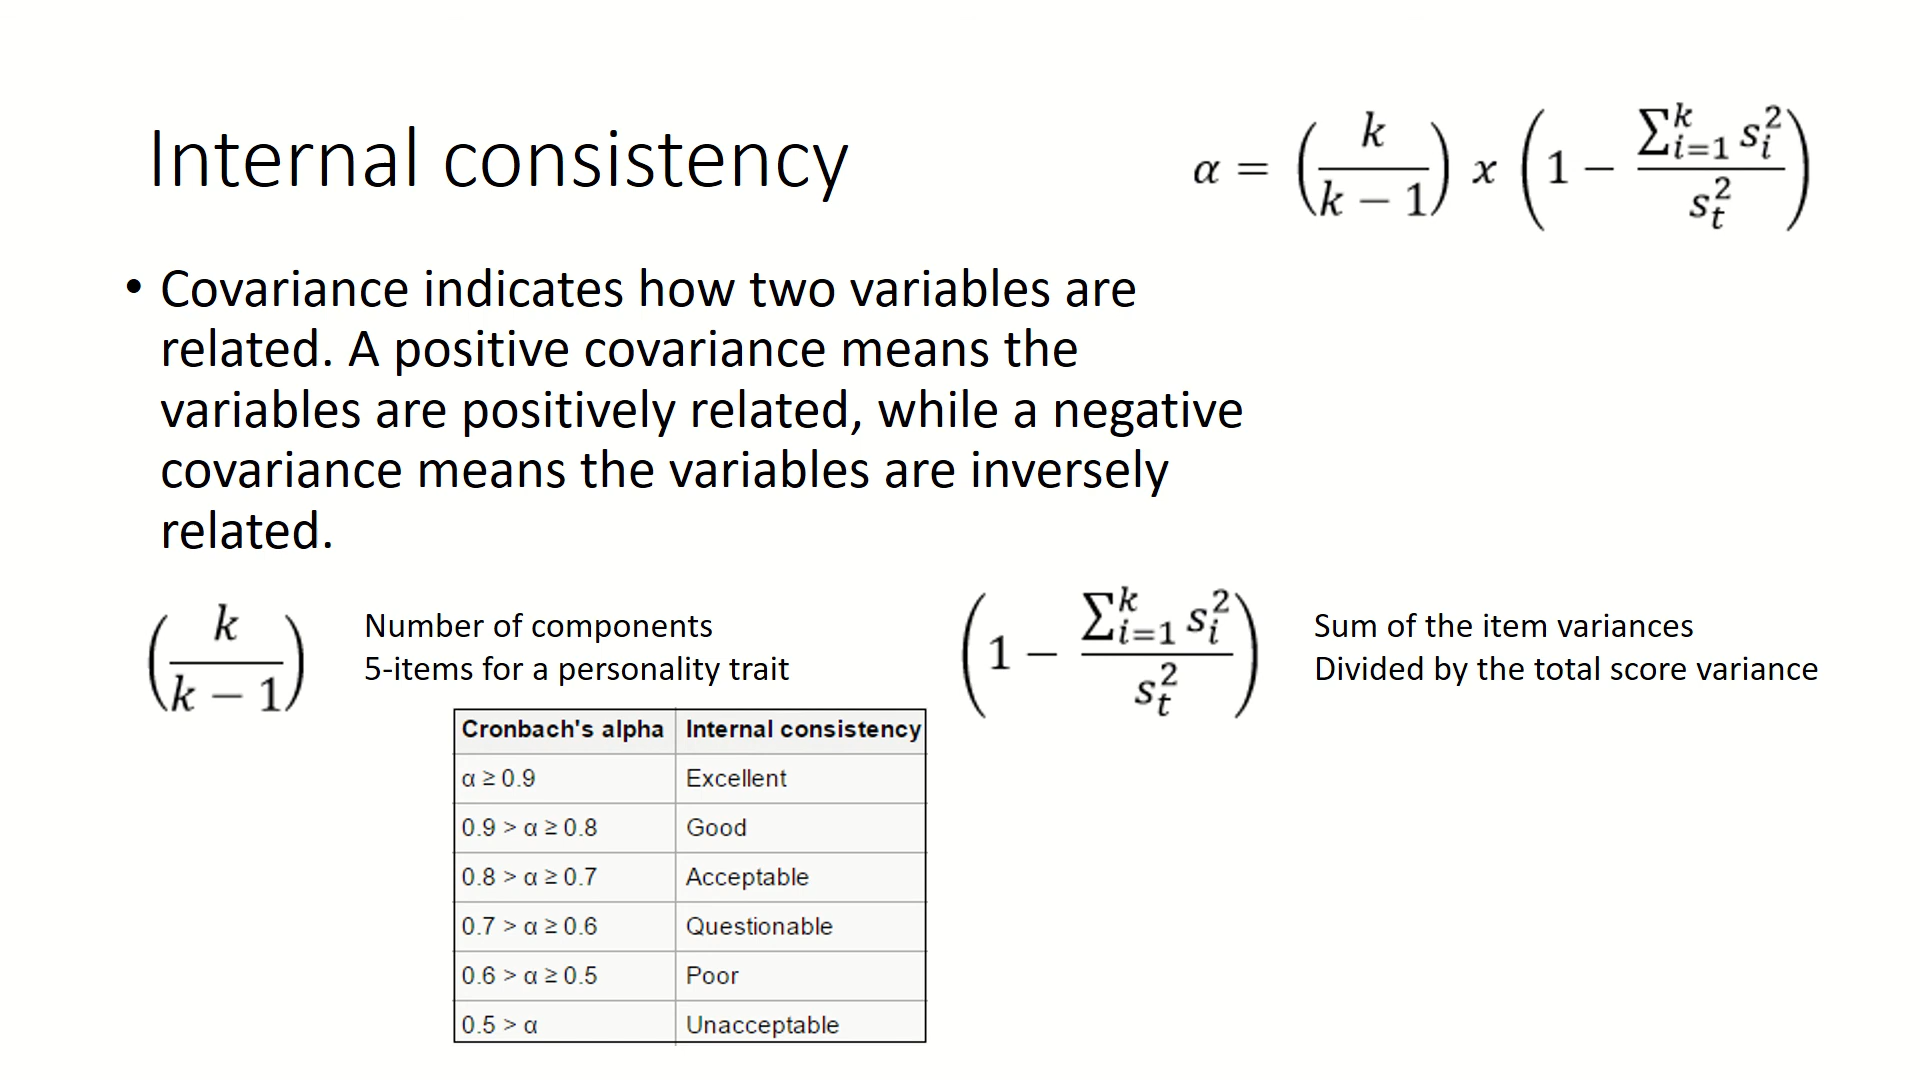 Internal consistency
α = (k / (k − 1)) x (1 − (∑ᵏᵢ₌₁ sᵢ²) / sₜ²)
• Covariance indicates how two variables are
related. A positive covariance means the
variables are positively related, while a negative
covariance means the variables are inversely
related.
(k / (k − 1))
Number of components
5-items for a personality trait
(1 − (∑ᵏᵢ₌₁ sᵢ²) / sₜ²)
Sum of the item variances
Divided by the total score variance
Cronbach's alpha Internal consistency
α ≥ 0.9 Excellent
0.9 > α ≥ 0.8 Good
0.8 > α ≥ 0.7 Acceptable
0.7 > α ≥ 0.6 Questionable
0.6 > α ≥ 0.5 Poor
0.5 > α Unacceptable